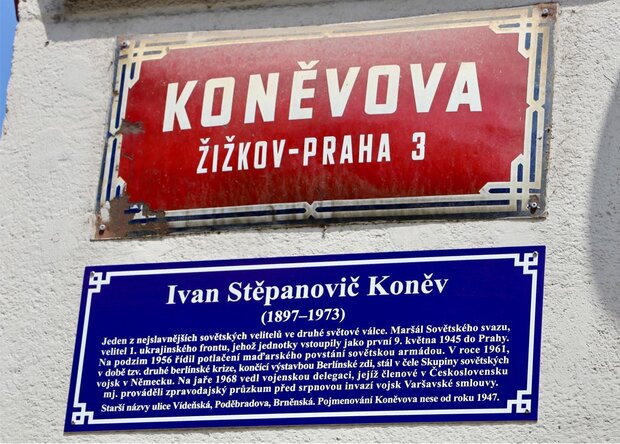 KONĚVOVA
ŽIŽKOV-PRAHA 3
Ivan Stěpanovič Koněv
(1897–1973)
Jeden z nejslavnějších sovětských velitelů ve druhé světové válce. Maršál Sovětského svazu,
velitel 1. ukrajinského frontu, jehož jednotky vstoupily jako první 9. května 1945 do Prahy.
Na podzim 1956 řídil potlačení maďarského povstání sovětskou armádou. V roce 1961,
v době tzv. druhé berlínské krize, končící výstavbou Berlínské zdi, stál v čele Skupiny sovětských
vojsk v Německu. Na jaře 1968 vedl vojenskou delegaci, jejíž členové v Československu
mj. prováděli zpravodajský průzkum před srpnovou invazí vojsk Varšavské smlouvy.
Starší názvy ulice Vídeňská, Poděbradova, Brněnská. Pojmenování Koněvova nese od roku 1947.